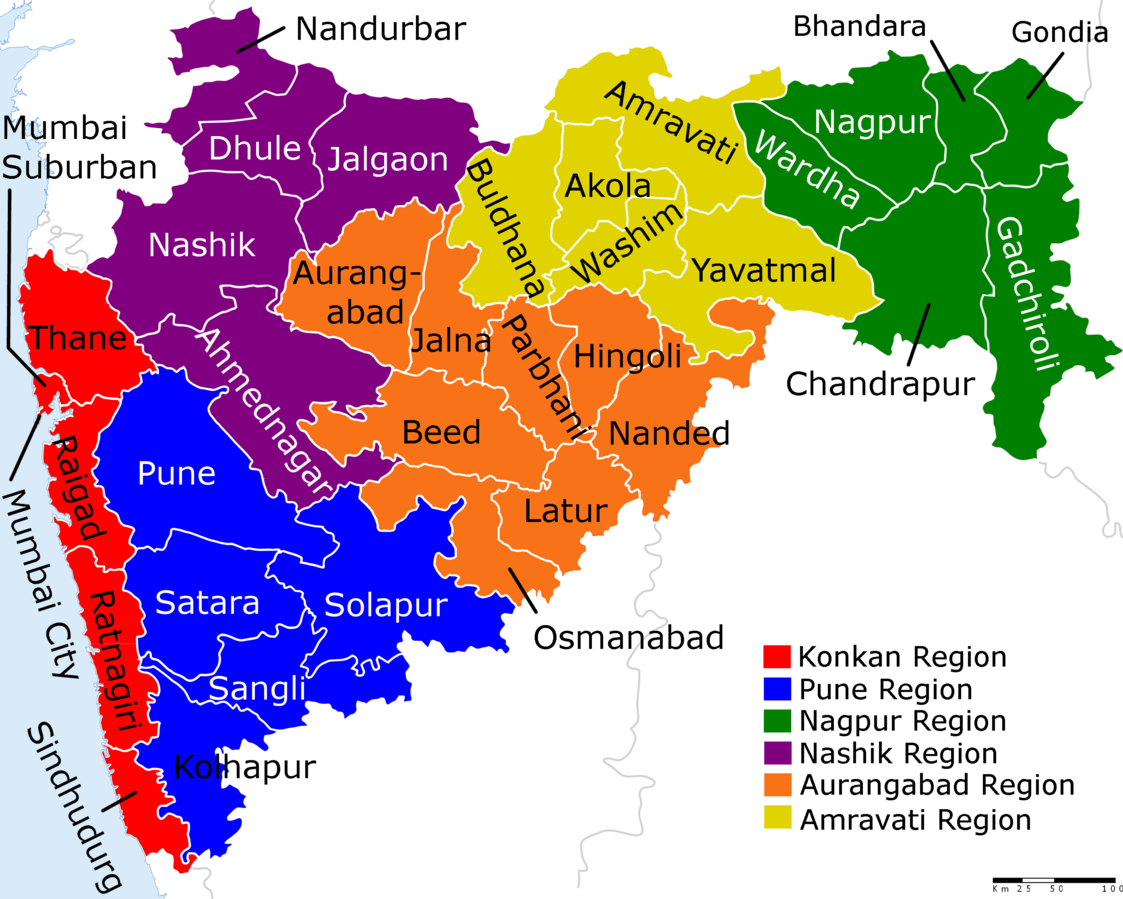 Nandurbar
Bhandara
Gondia
Mumbai
Suburban
Dhule
Jalgaon
Amravati
Nagpur
Wardha
Buldhana
Akola
Washim
Nashik
Aurang-
abad
Yavatmal
Gadchiroli
Thane
Ahmednagar
Jalna
Parbhani
Hingoli
Chandrapur
Beed
Nanded
Raigad
Pune
Latur
Mumbai City
Ratnagiri
Satara
Solapur
Osmanabad
Sangli
Sindhudurg
Kolhapur
Konkan Region
Pune Region
Nagpur Region
Nashik Region
Aurangabad Region
Amravati Region
Km 25 50 100